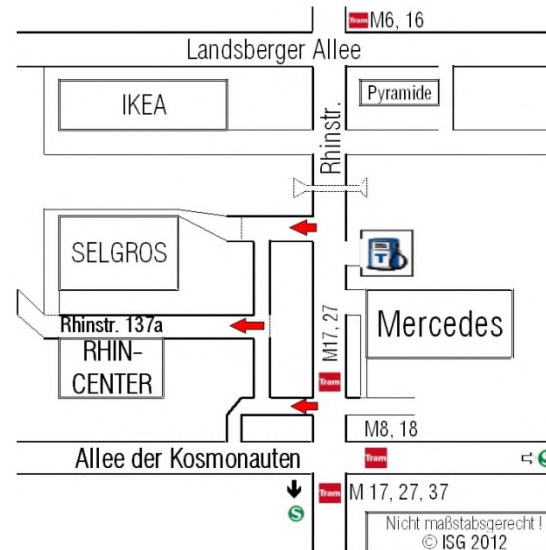 Tram M6, 16
Landsberger Allee
IKEA
Pyramide
Rhinstr.
SELGROS
T
Rhinstr. 137a
M17, 27
Mercedes
RHIN-
CENTER
Tram
M8, 18
Allee der Kosmonauten
Tram
S
S
Tram M 17, 27, 37
Nicht maßstabsgerecht !
© ISG 2012